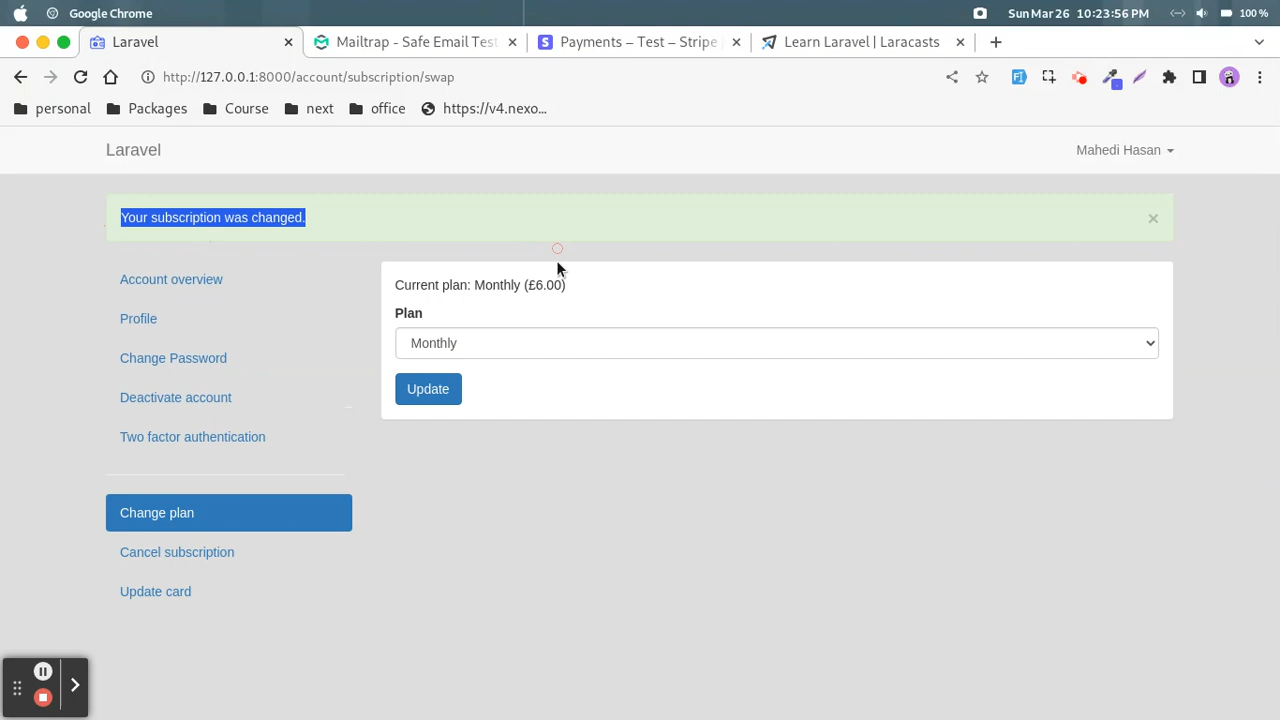 Google Chrome
Sun Mar 26 10:23:56 PM
100 %
Laravel
Mailtrap - Safe Email Test
Payments – Test – Stripe
Learn Laravel | Laracasts
http://127.0.0.1:8000/account/subscription/swap
personal
Packages
Course
next
office
https://v4.nexo...
Laravel
Mahedi Hasan
Your subscription was changed.
×
Account overview
Profile
Change Password
Deactivate account
Two factor authentication
Change plan
Cancel subscription
Update card
Current plan: Monthly (£6.00)
Plan
Monthly
Update